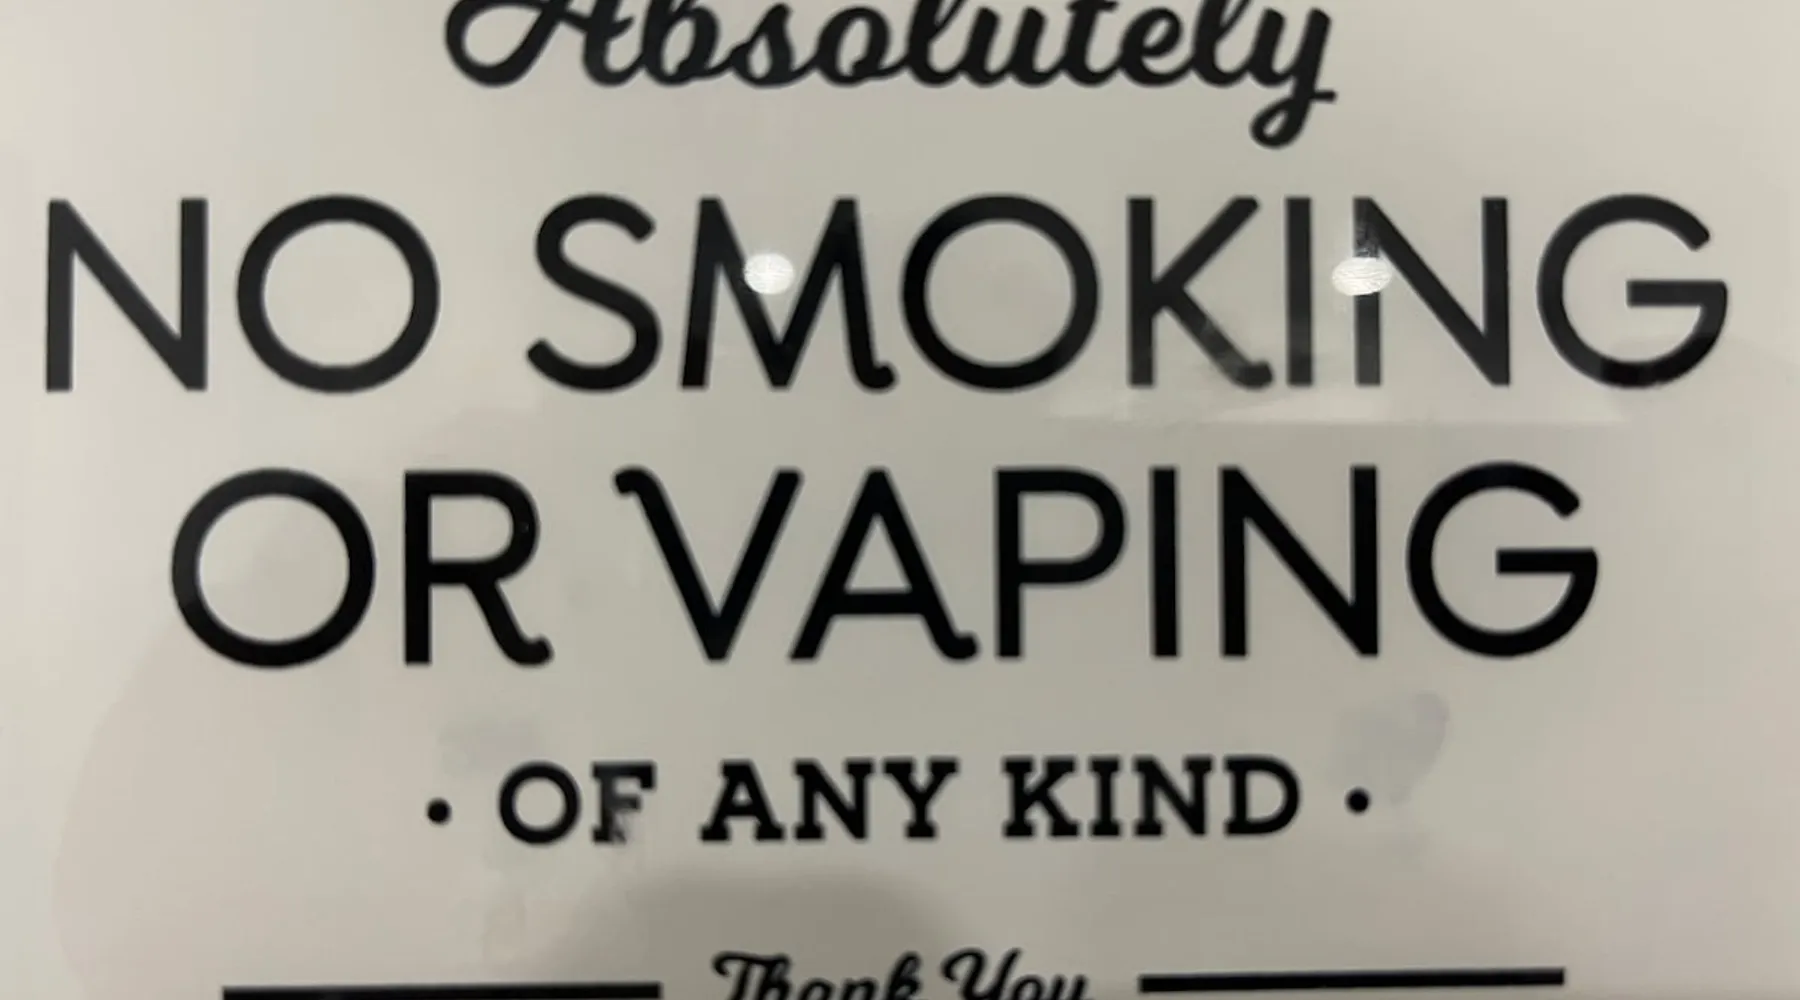 Absolutely
NO SMOKING
OR VAPING
· OF ANY KIND ·
Thank You